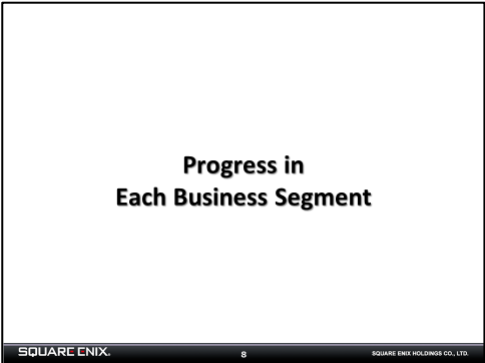 Progress in
Each Business Segment
SQUARE ENIX.
8
SQUARE ENIX HOLDINGS CO., LTD.